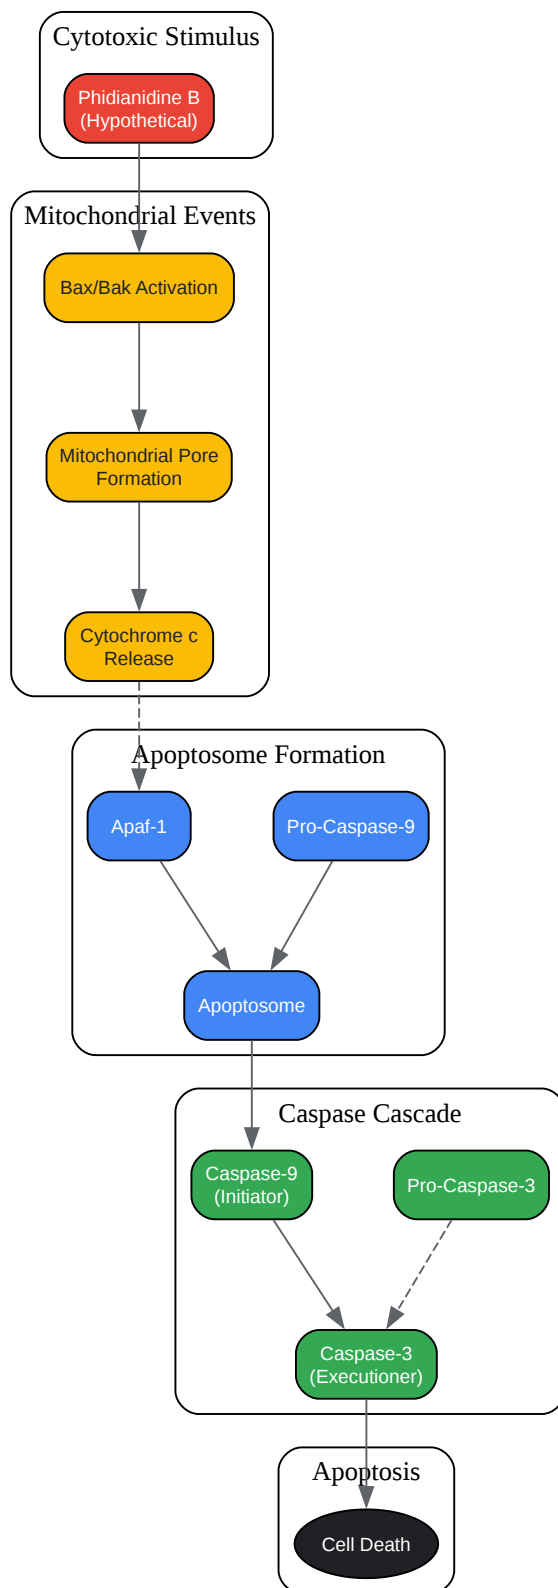 Cytotoxic Stimulus
Phidianidine B
(Hypothetical)
Mitochondrial Events
Bax/Bak Activation
Mitochondrial Pore
Formation
Cytochrome c
Release
Apoptosome Formation
Apaf-1
Pro-Caspase-9
Apoptosome
Caspase Cascade
Caspase-9
(Initiator)
Pro-Caspase-3
Caspase-3
(Executioner)
Apoptosis
Cell Death